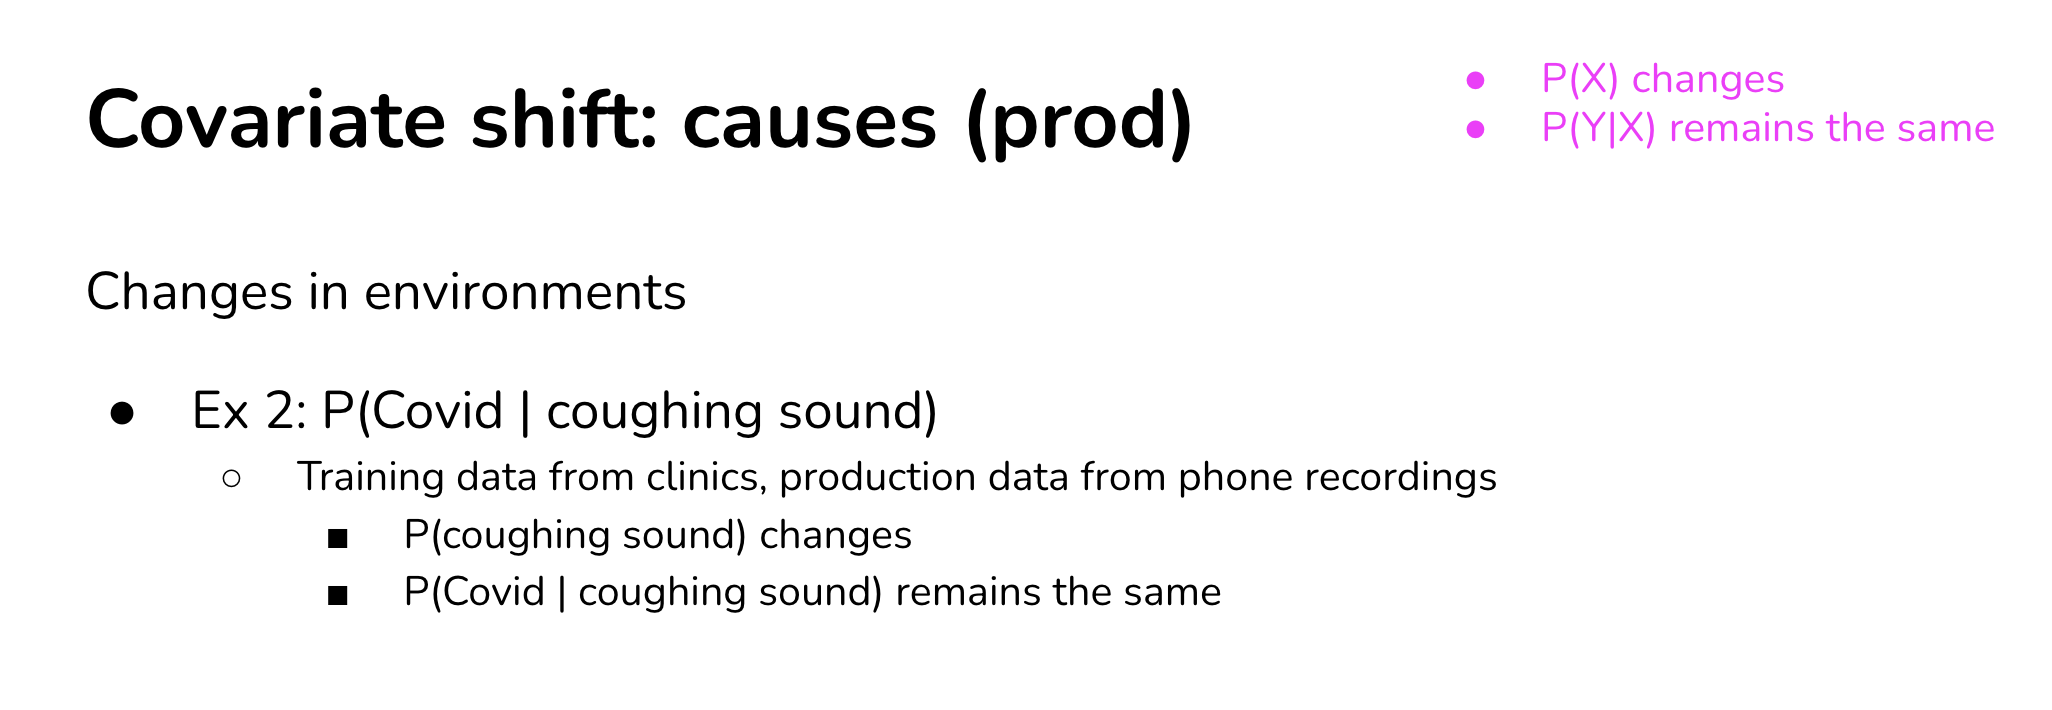 Covariate shift: causes (prod)
● P(X) changes
● P(Y|X) remains the same
Changes in environments
● Ex 2: P(Covid | coughing sound)
○ Training data from clinics, production data from phone recordings
■ P(coughing sound) changes
■ P(Covid | coughing sound) remains the same